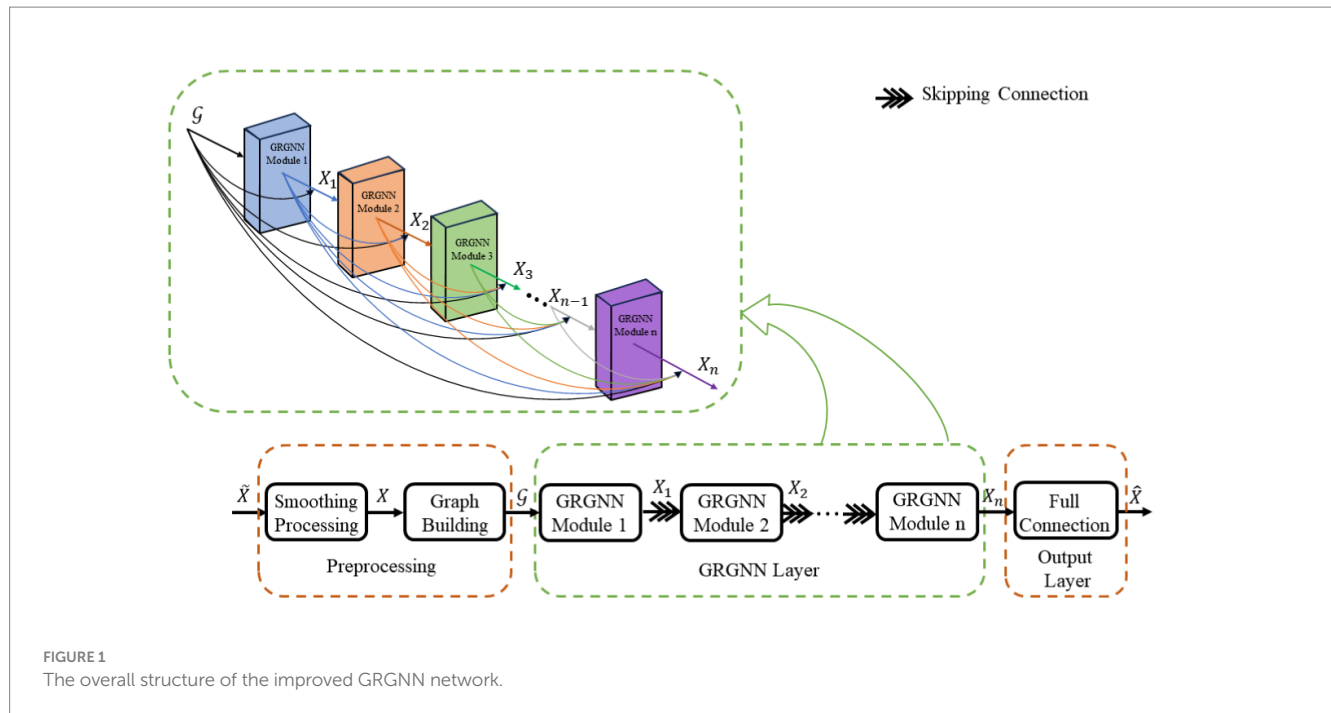 Skipping Connection
𝒢
GRGNN
Module 1
X₁
GRGNN
Module 2
X₂
GRGNN
Module 3
X₃
Xₙ₋₁
GRGNN
Module n
Xₙ
X̃
Smoothing
Processing
X
Graph
Building
Preprocessing
𝒢
GRGNN
Module 1
X₁
GRGNN
Module 2
X₂
GRGNN
Module n
GRGNN Layer
Xₙ
Full
Connection
X̂
Output
Layer
FIGURE 1
The overall structure of the improved GRGNN network.